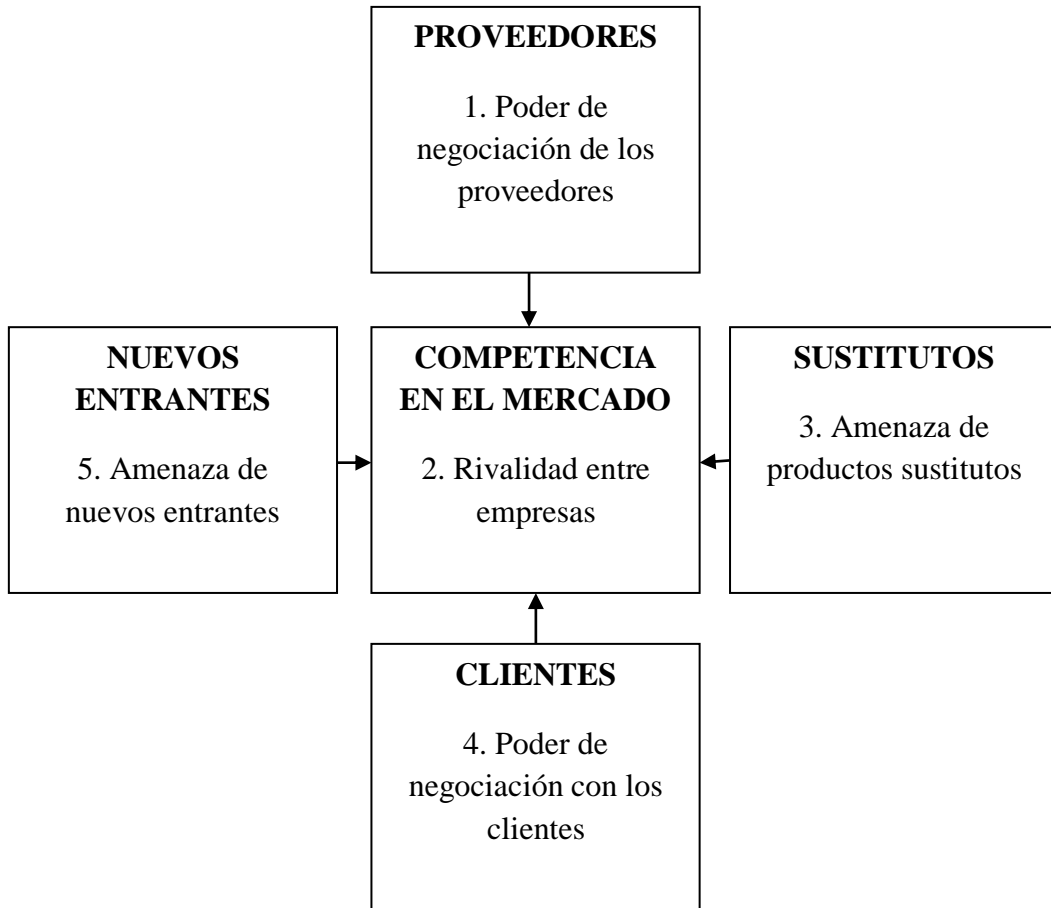 PROVEEDORES
1. Poder de
negociación de los
proveedores
NUEVOS
ENTRANTES
5. Amenaza de
nuevos entrantes
COMPETENCIA
EN EL MERCADO
2. Rivalidad entre
empresas
SUSTITUTOS
3. Amenaza de
productos sustitutos
CLIENTES
4. Poder de
negociación con los
clientes